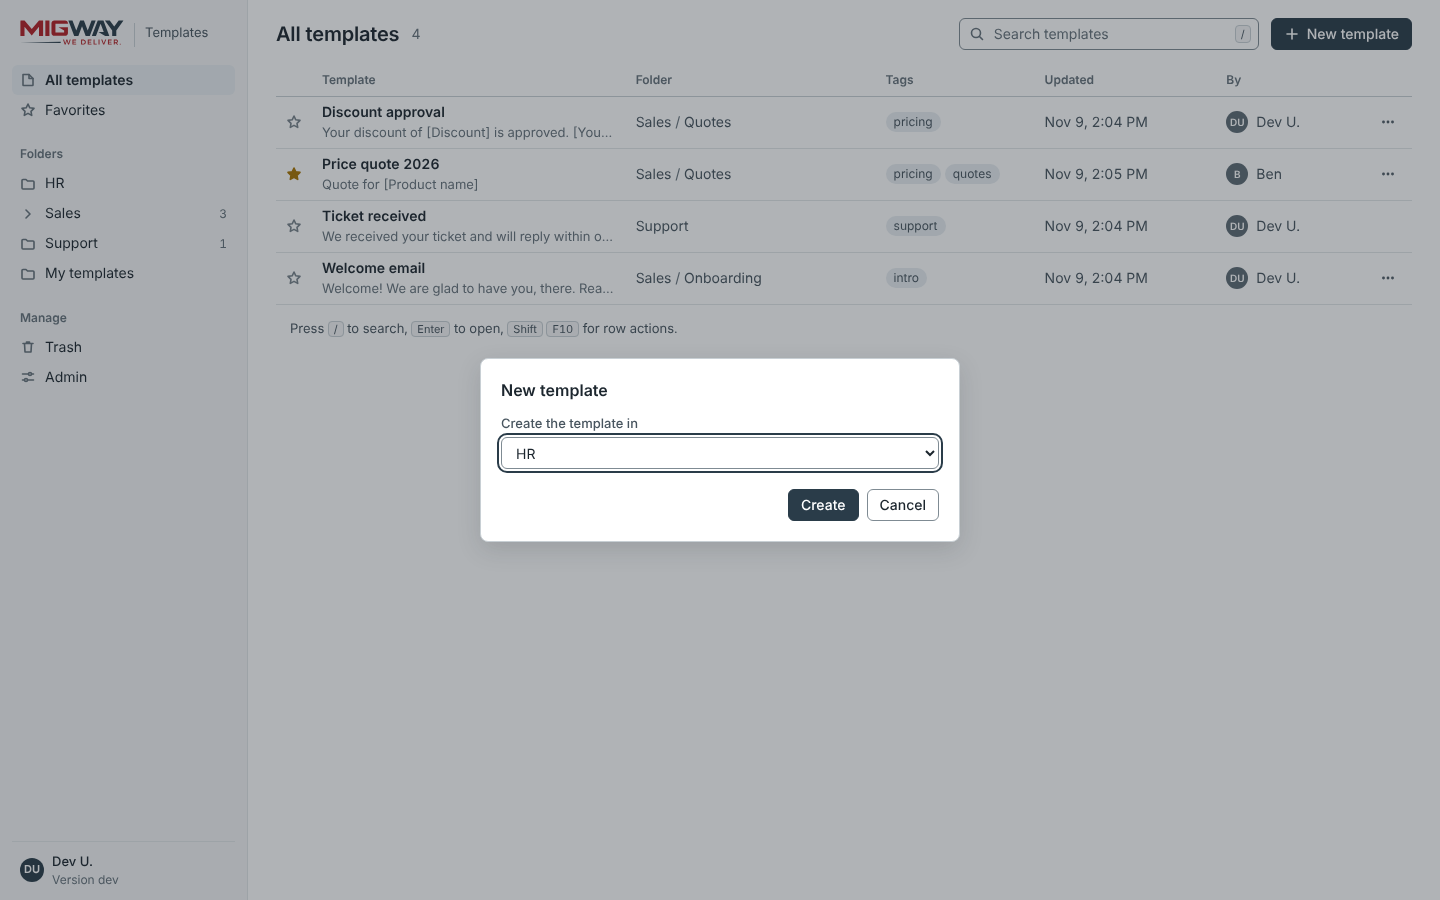 MIGWAY
WE DELIVER.
Templates
All templates
Favorites
Folders
HR
Sales 3
Support 1
My templates
Manage
Trash
Admin
DU
Dev U.
Version dev
All templates 4
Search templates /
New template
Template Folder Tags Updated By
Discount approval
Your discount of [Discount] is approved. [You…
Sales / Quotes
pricing
Nov 9, 2:04 PM
DU Dev U.
Price quote 2026
Quote for [Product name]
Sales / Quotes
pricing quotes
Nov 9, 2:05 PM
B Ben
Ticket received
We received your ticket and will reply within o…
Support
support
Nov 9, 2:04 PM
DU Dev U.
Welcome email
Welcome! We are glad to have you, there. Rea…
Sales / Onboarding
intro
Nov 9, 2:04 PM
DU Dev U.
Press / to search, Enter to open, Shift F10 for row actions.
New template
Create the template in
HR
Create
Cancel